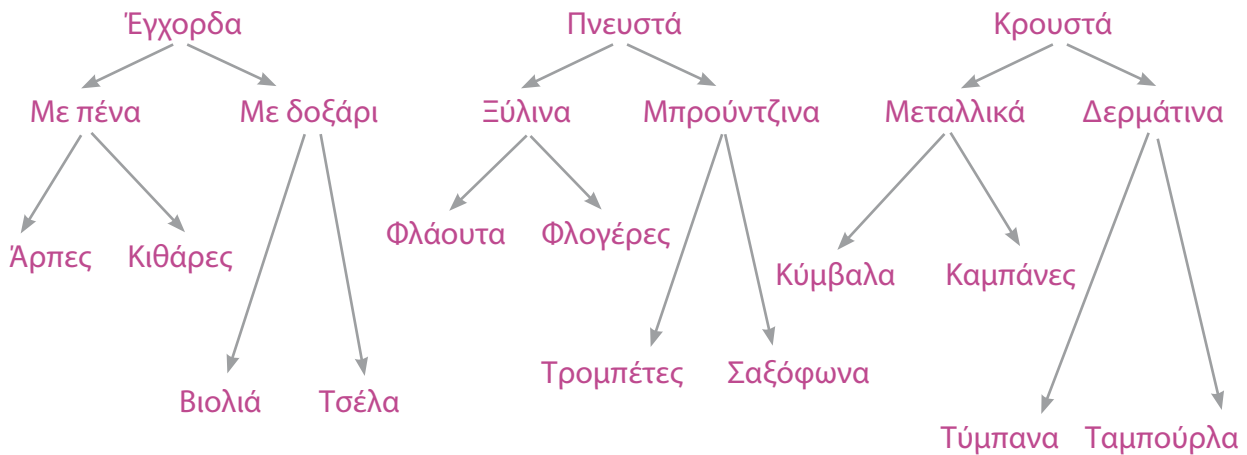 Έγχορδα Πνευστά Κρουστά
Με πένα Με δοξάρι Ξύλινα Μπρούντζινα Μεταλλικά Δερμάτινα
Φλάουτα Φλογέρες
Άρπες Κιθάρες Κύμβαλα Καμπάνες
Τρομπέτες Σαξόφωνα
Βιολιά Τσέλα
Τύμπανα Ταμπούρλα